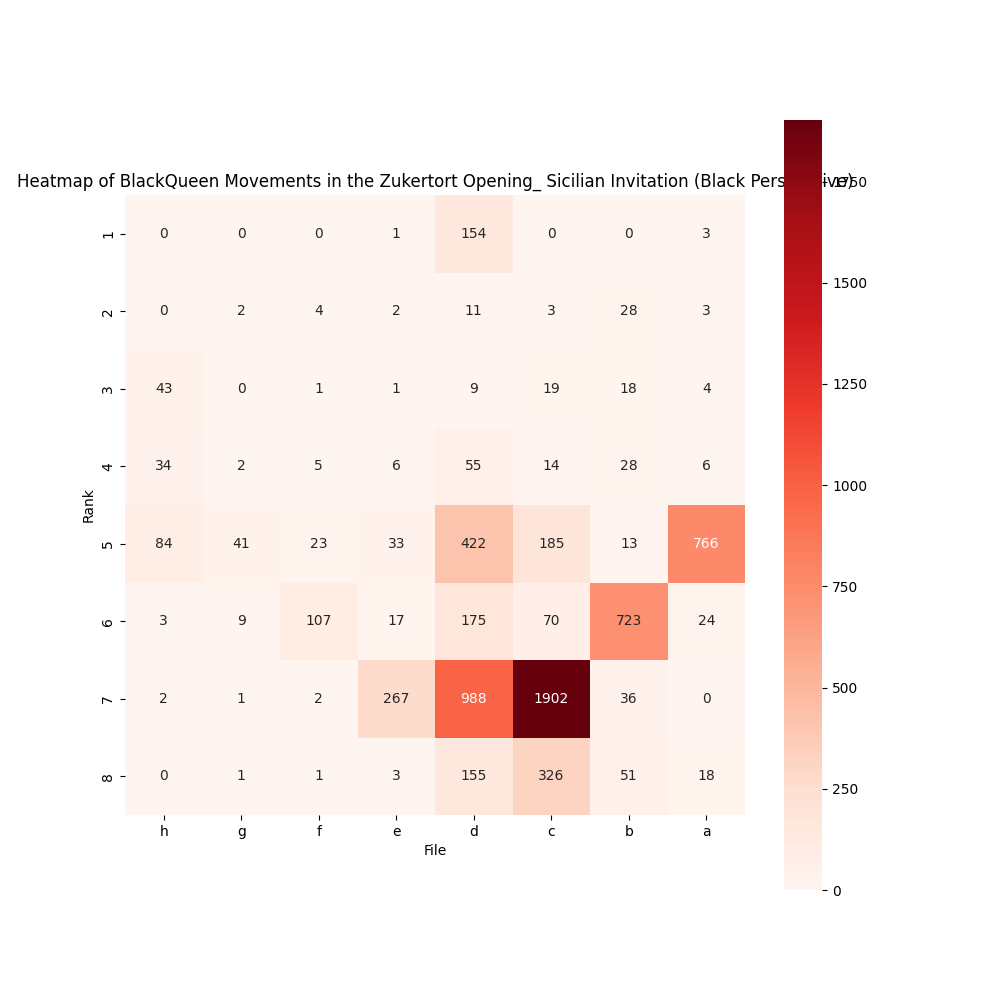 Heatmap of BlackQueen Movements in the Zukertort Opening_ Sicilian Invitation (Black Pers ive)
1 0 0 0 1 154 0 0 3
2 0 2 4 2 11 3 28 3
3 43 0 1 1 9 19 18 4
4 34 2 5 6 55 14 28 6
5 84 41 23 33 422 185 13 766
6 3 9 107 17 175 70 723 24
7 2 1 2 267 988 1902 36 0
8 0 1 1 3 155 326 51 18
h g f e d c b a
File
Rank
1750
1500
1250
1000
750
500
250
0